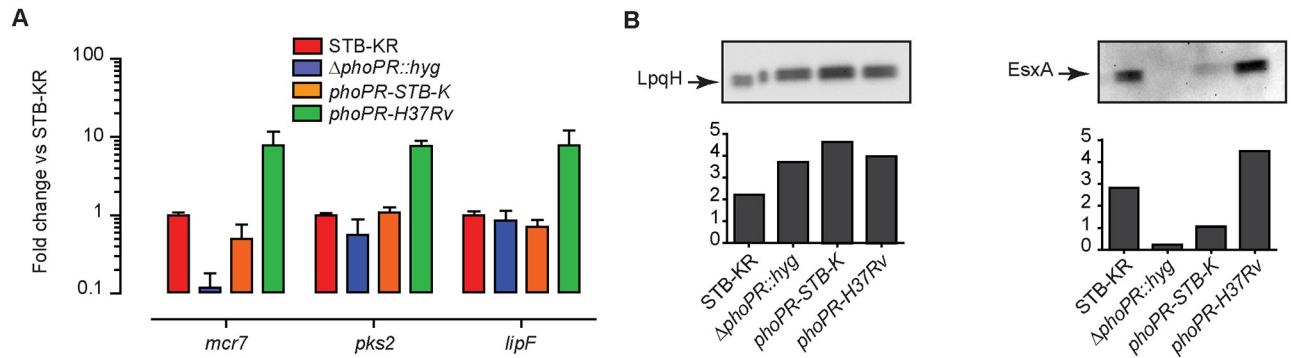 A
Fold change vs STB-KR
100
10
1
0.1
STB-KR
ΔphoPR::hyg
phoPR-STB-K
phoPR-H37Rv
mcr7
pks2
lipF
B
LpqH
5
4
3
2
1
0
STB-KR
ΔphoPR::hyg
phoPR-STB-K
phoPR-H37Rv
EsxA
5
4
3
2
1
0
STB-KR
ΔphoPR::hyg
phoPR-STB-K
phoPR-H37Rv